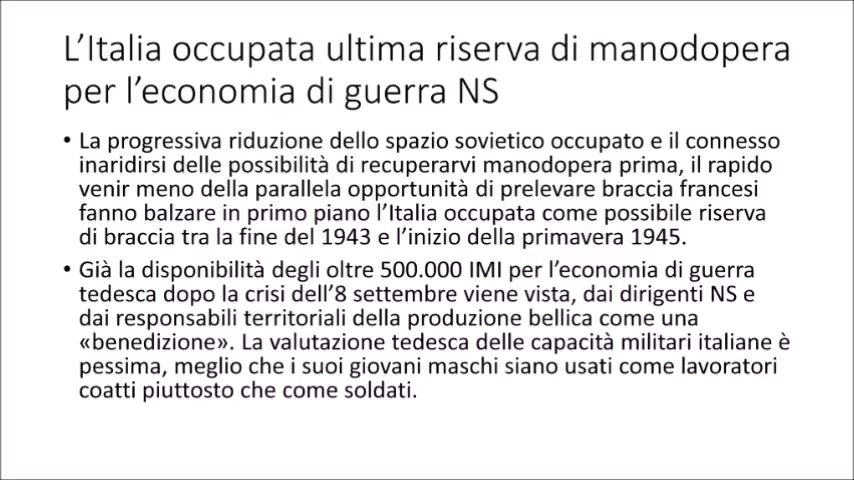 L’Italia occupata ultima riserva di manodopera
per l’economia di guerra NS
• La progressiva riduzione dello spazio sovietico occupato e il connesso
inaridirsi delle possibilità di recuperarvi manodopera prima, il rapido
venir meno della parallela opportunità di prelevare braccia francesi
fanno balzare in primo piano l’Italia occupata come possibile riserva
di braccia tra la fine del 1943 e l’inizio della primavera 1945.
• Già la disponibilità degli oltre 500.000 IMI per l’economia di guerra
tedesca dopo la crisi dell’8 settembre viene vista, dai dirigenti NS e
dai responsabili territoriali della produzione bellica come una
«benedizione». La valutazione tedesca delle capacità militari italiane è
pessima, meglio che i suoi giovani maschi siano usati come lavoratori
coatti piuttosto che come soldati.